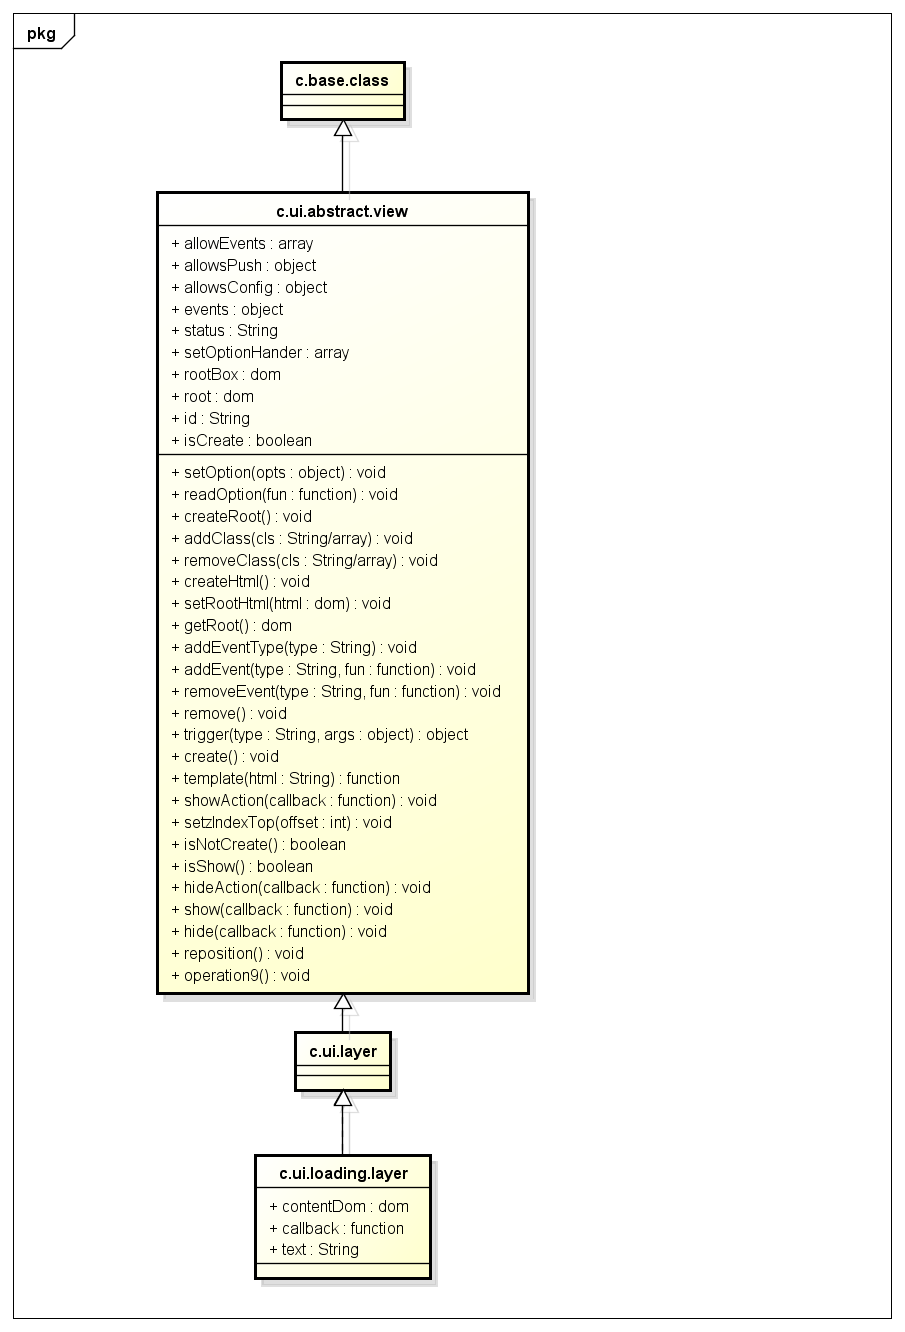 pkg
c.base.class
c.ui.abstract.view
+ allowEvents : array
+ allowsPush : object
+ allowsConfig : object
+ events : object
+ status : String
+ setOptionHander : array
+ rootBox : dom
+ root : dom
+ id : String
+ isCreate : boolean
+ setOption(opts : object) : void
+ readOption(fun : function) : void
+ createRoot() : void
+ addClass(cls : String/array) : void
+ removeClass(cls : String/array) : void
+ createHtml() : void
+ setRootHtml(html : dom) : void
+ getRoot() : dom
+ addEventType(type : String) : void
+ addEvent(type : String, fun : function) : void
+ removeEvent(type : String, fun : function) : void
+ remove() : void
+ trigger(type : String, args : object) : object
+ create() : void
+ template(html : String) : function
+ showAction(callback : function) : void
+ setzIndexTop(offset : int) : void
+ isNotCreate() : boolean
+ isShow() : boolean
+ hideAction(callback : function) : void
+ show(callback : function) : void
+ hide(callback : function) : void
+ reposition() : void
+ operation9() : void
c.ui.layer
c.ui.loading.layer
+ contentDom : dom
+ callback : function
+ text : String